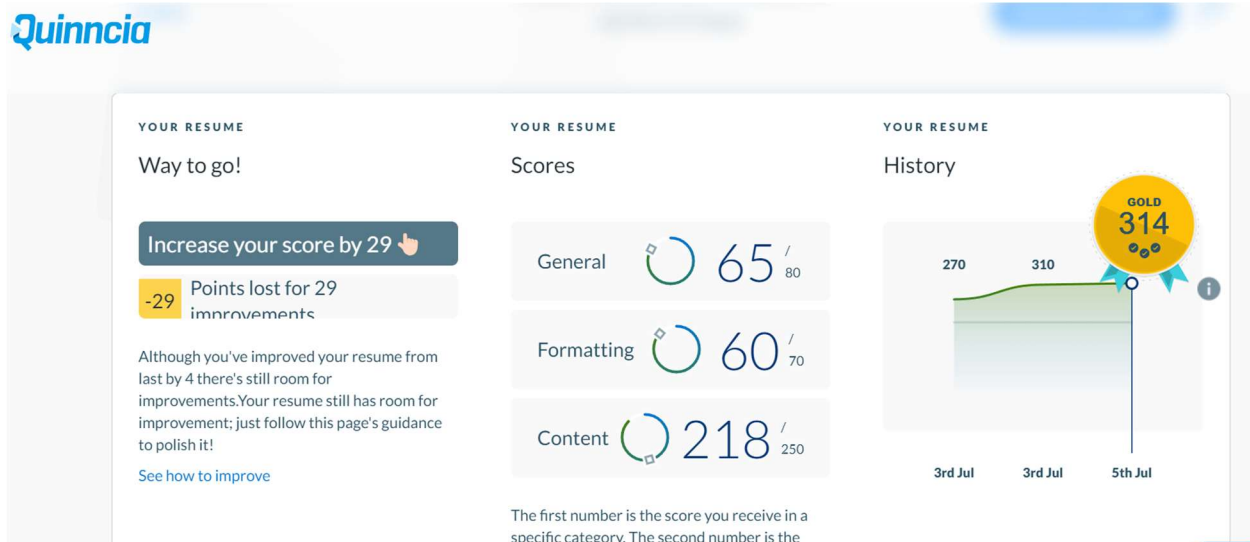 Quinncia
YOUR RESUME
Way to go!
Increase your score by 29
-29
Points lost for 29
improvements
Although you've improved your resume from
last by 4 there's still room for
improvements.Your resume still has room for
improvement; just follow this page's guidance
to polish it!
See how to improve
YOUR RESUME
Scores
General 65 / 80
Formatting 60 / 70
Content 218 / 250
The first number is the score you receive in a
specific category. The second number is the
YOUR RESUME
History
GOLD
314
270 310
3rd Jul 3rd Jul 5th Jul